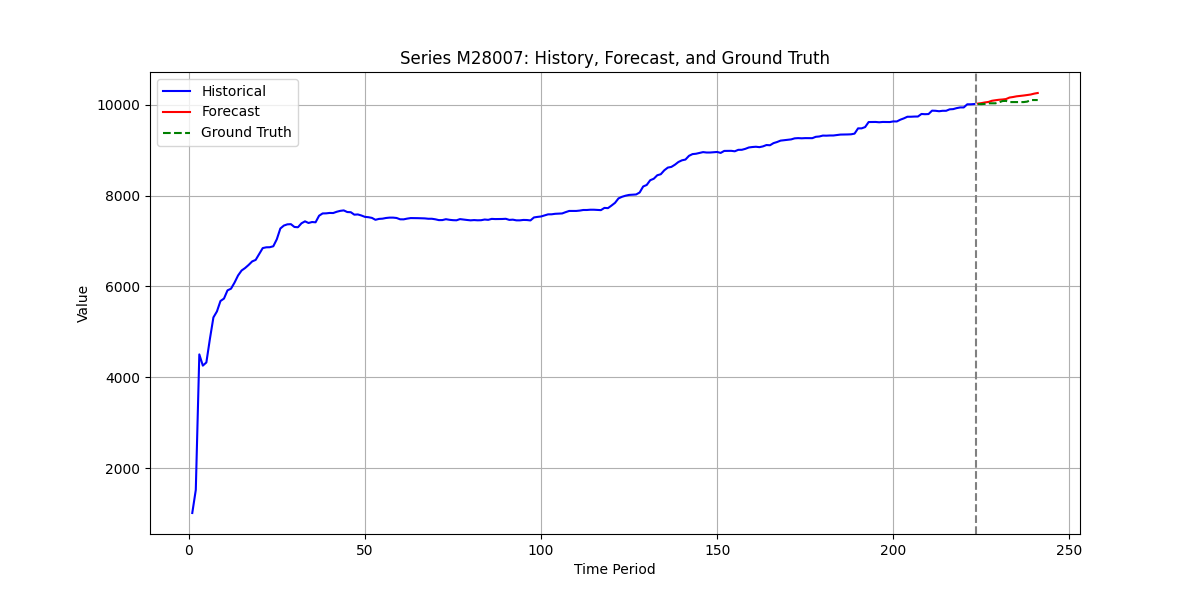 Series M28007: History, Forecast, and Ground Truth
Historical
Forecast
Ground Truth
10000
8000
6000
4000
2000
Value
0
50
100
150
200
250
Time Period